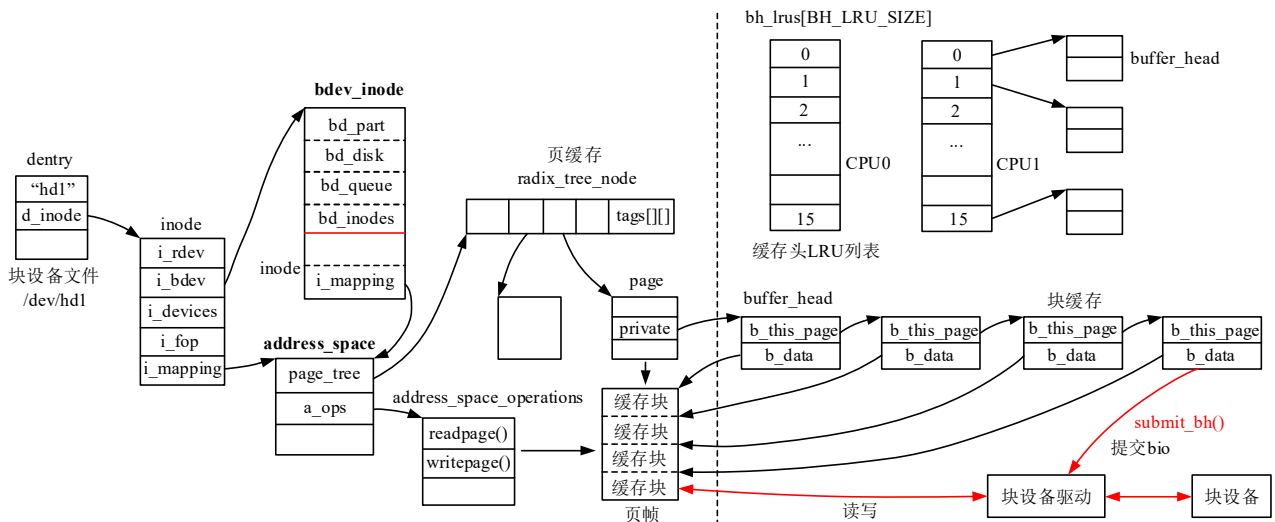 dentry
“hd1”
d_inode
块设备文件
/dev/hd1
inode
i_rdev
i_bdev
i_devices
i_fop
i_mapping
bdev_inode
bd_part
bd_disk
bd_queue
bd_inodes
inode
i_mapping
address_space
page_tree
a_ops
页缓存
radix_tree_node
tags[][]
page
private
address_space_operations
readpage()
writepage()
缓存块
缓存块
缓存块
缓存块
页帧
bh_lrus[BH_LRU_SIZE]
0
1
2
...
15
CPU0
0
1
2
...
15
CPU1
buffer_head
缓存头LRU列表
buffer_head
块缓存
b_this_page
b_data
b_this_page
b_data
b_this_page
b_data
b_this_page
b_data
submit_bh()
提交bio
读写
块设备驱动
块设备